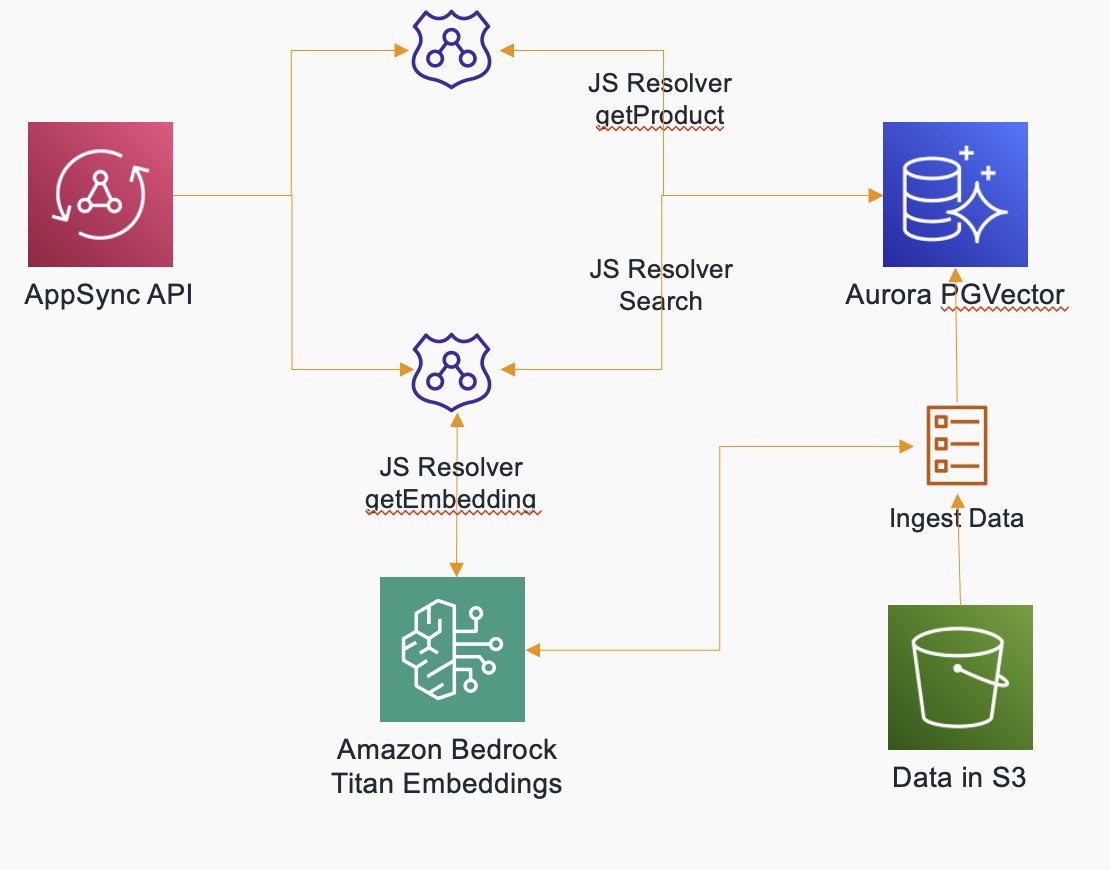 JS Resolver
getProduct
AppSync API
JS Resolver
Search
Aurora PGVector
JS Resolver
getEmbedding
Ingest Data
Amazon Bedrock
Titan Embeddings
Data in S3